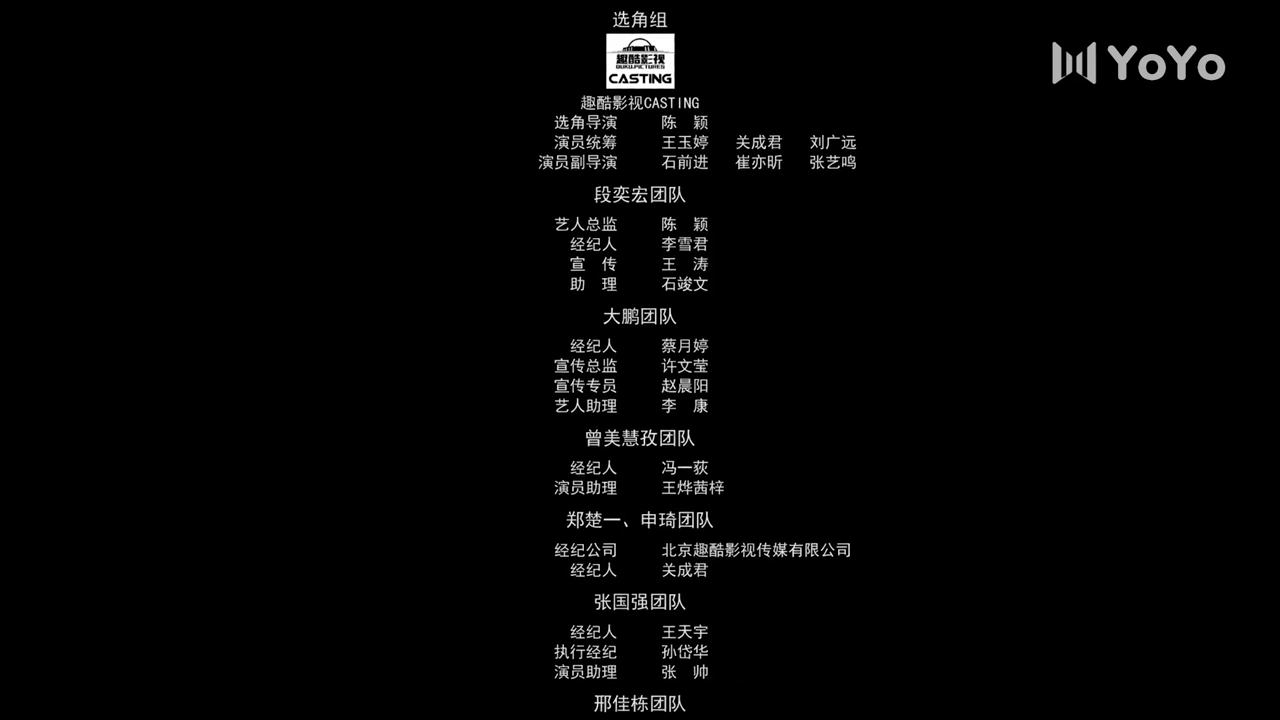 选角组
YoYo
趣酷影视
QUKU.PICTURES
CASTING
趣酷影视CASTING
选角导演 陈 颖
演员统筹 王玉婷 关成君 刘广远
演员副导演 石前进 崔亦昕 张艺鸣
段奕宏团队
艺人总监 陈 颖
经纪人 李雪君
宣 传 王 涛
助 理 石竣文
大鹏团队
经纪人 蔡月婷
宣传总监 许文莹
宣传专员 赵晨阳
艺人助理 李 康
曾美慧孜团队
经纪人 冯一荻
演员助理 王烨茜梓
郑楚一、申琦团队
经纪公司 北京趣酷影视传媒有限公司
经纪人 关成君
张国强团队
经纪人 王天宇
执行经纪 孙岱华
演员助理 张 帅
邢佳栋团队